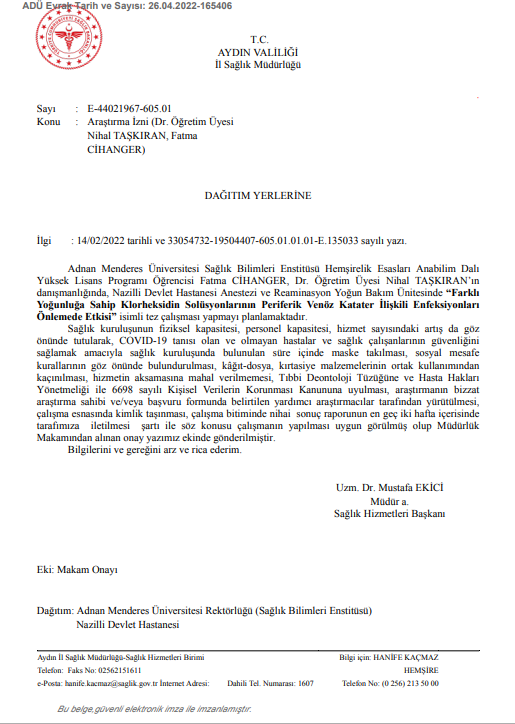 ADÜ Evrak Tarih ve Sayısı: 26.04.2022-165406
T.C.
AYDIN VALİLİĞİ
İl Sağlık Müdürlüğü
Sayı : E-44021967-605.01
Konu : Araştırma İzni (Dr. Öğretim Üyesi
Nihal TAŞKIRAN, Fatma
CİHANGER)
DAĞITIM YERLERİNE
İlgi : 14/02/2022 tarihli ve 33054732-19504407-605.01.01.01-E.135033 sayılı yazı.
Adnan Menderes Üniversitesi Sağlık Bilimleri Enstitüsü Hemşirelik Esasları Anabilim Dalı
Yüksek Lisans Programı Öğrencisi Fatma CİHANGER, Dr. Öğretim Üyesi Nihal TAŞKIRAN'ın
danışmanlığında, Nazilli Devlet Hastanesi Anestezi ve Reaminasyon Yoğun Bakım Ünitesinde “Farklı
Yoğunluğa Sahip Klorheksidin Solüsyonlarının Periferik Venöz Katater İlişkili Enfeksiyonları
Önlemede Etkisi” isimli tez çalışması yapmayı planlamaktadır.
Sağlık kuruluşunun fiziksel kapasitesi, personel kapasitesi, hizmet sayısındaki artış da göz
önünde tutularak, COVID-19 tanısı olan ve olmayan hastalar ve sağlık çalışanlarının güvenliğini
sağlamak amacıyla sağlık kuruluşunda bulunulan süre içinde maske takılması, sosyal mesafe
kurallarının göz önünde bulundurulması, kâğıt-dosya, kırtasiye malzemelerinin ortak kullanımından
kaçınılması, hizmetin aksamasına mahal verilmemesi, Tıbbi Deontoloji Tüzüğüne ve Hasta Hakları
Yönetmeliği ile 6698 sayılı Kişisel Verilerin Korunması Kanununa uyulması, araştırmanın bizzat
araştırma sahibi ve/veya başvuru formunda belirtilen yardımcı araştırmacılar tarafından yürütülmesi,
çalışma esnasında kimlik taşınması, çalışma bitiminde nihai sonuç raporunun en geç iki hafta içerisinde
tarafımıza iletilmesi şartı ile söz konusu çalışmanın yapılması uygun görülmüş olup Müdürlük
Makamından alınan onay yazımız ekinde gönderilmiştir.
Bilgilerini ve gereğini arz ve rica ederim.
Uzm. Dr. Mustafa EKİCİ
Müdür a.
Sağlık Hizmetleri Başkanı
Eki: Makam Onayı
Dağıtım: Adnan Menderes Üniversitesi Rektörlüğü (Sağlık Bilimleri Enstitüsü)
Nazilli Devlet Hastanesi
Aydın İl Sağlık Müdürlüğü-Sağlık Hizmetleri Birimi Bilgi için: HANİFE KAÇMAZ
Telefon: Faks No: 02562151611 HEMŞİRE
e-Posta: hanife.kacmaz@saglik.gov.tr İnternet Adresi: Dahili Tel. Numarası: 1607 Telefon No: (0 256) 213 50 00
Bu belge,güvenli elektronik imza ile imzalanmıştır.